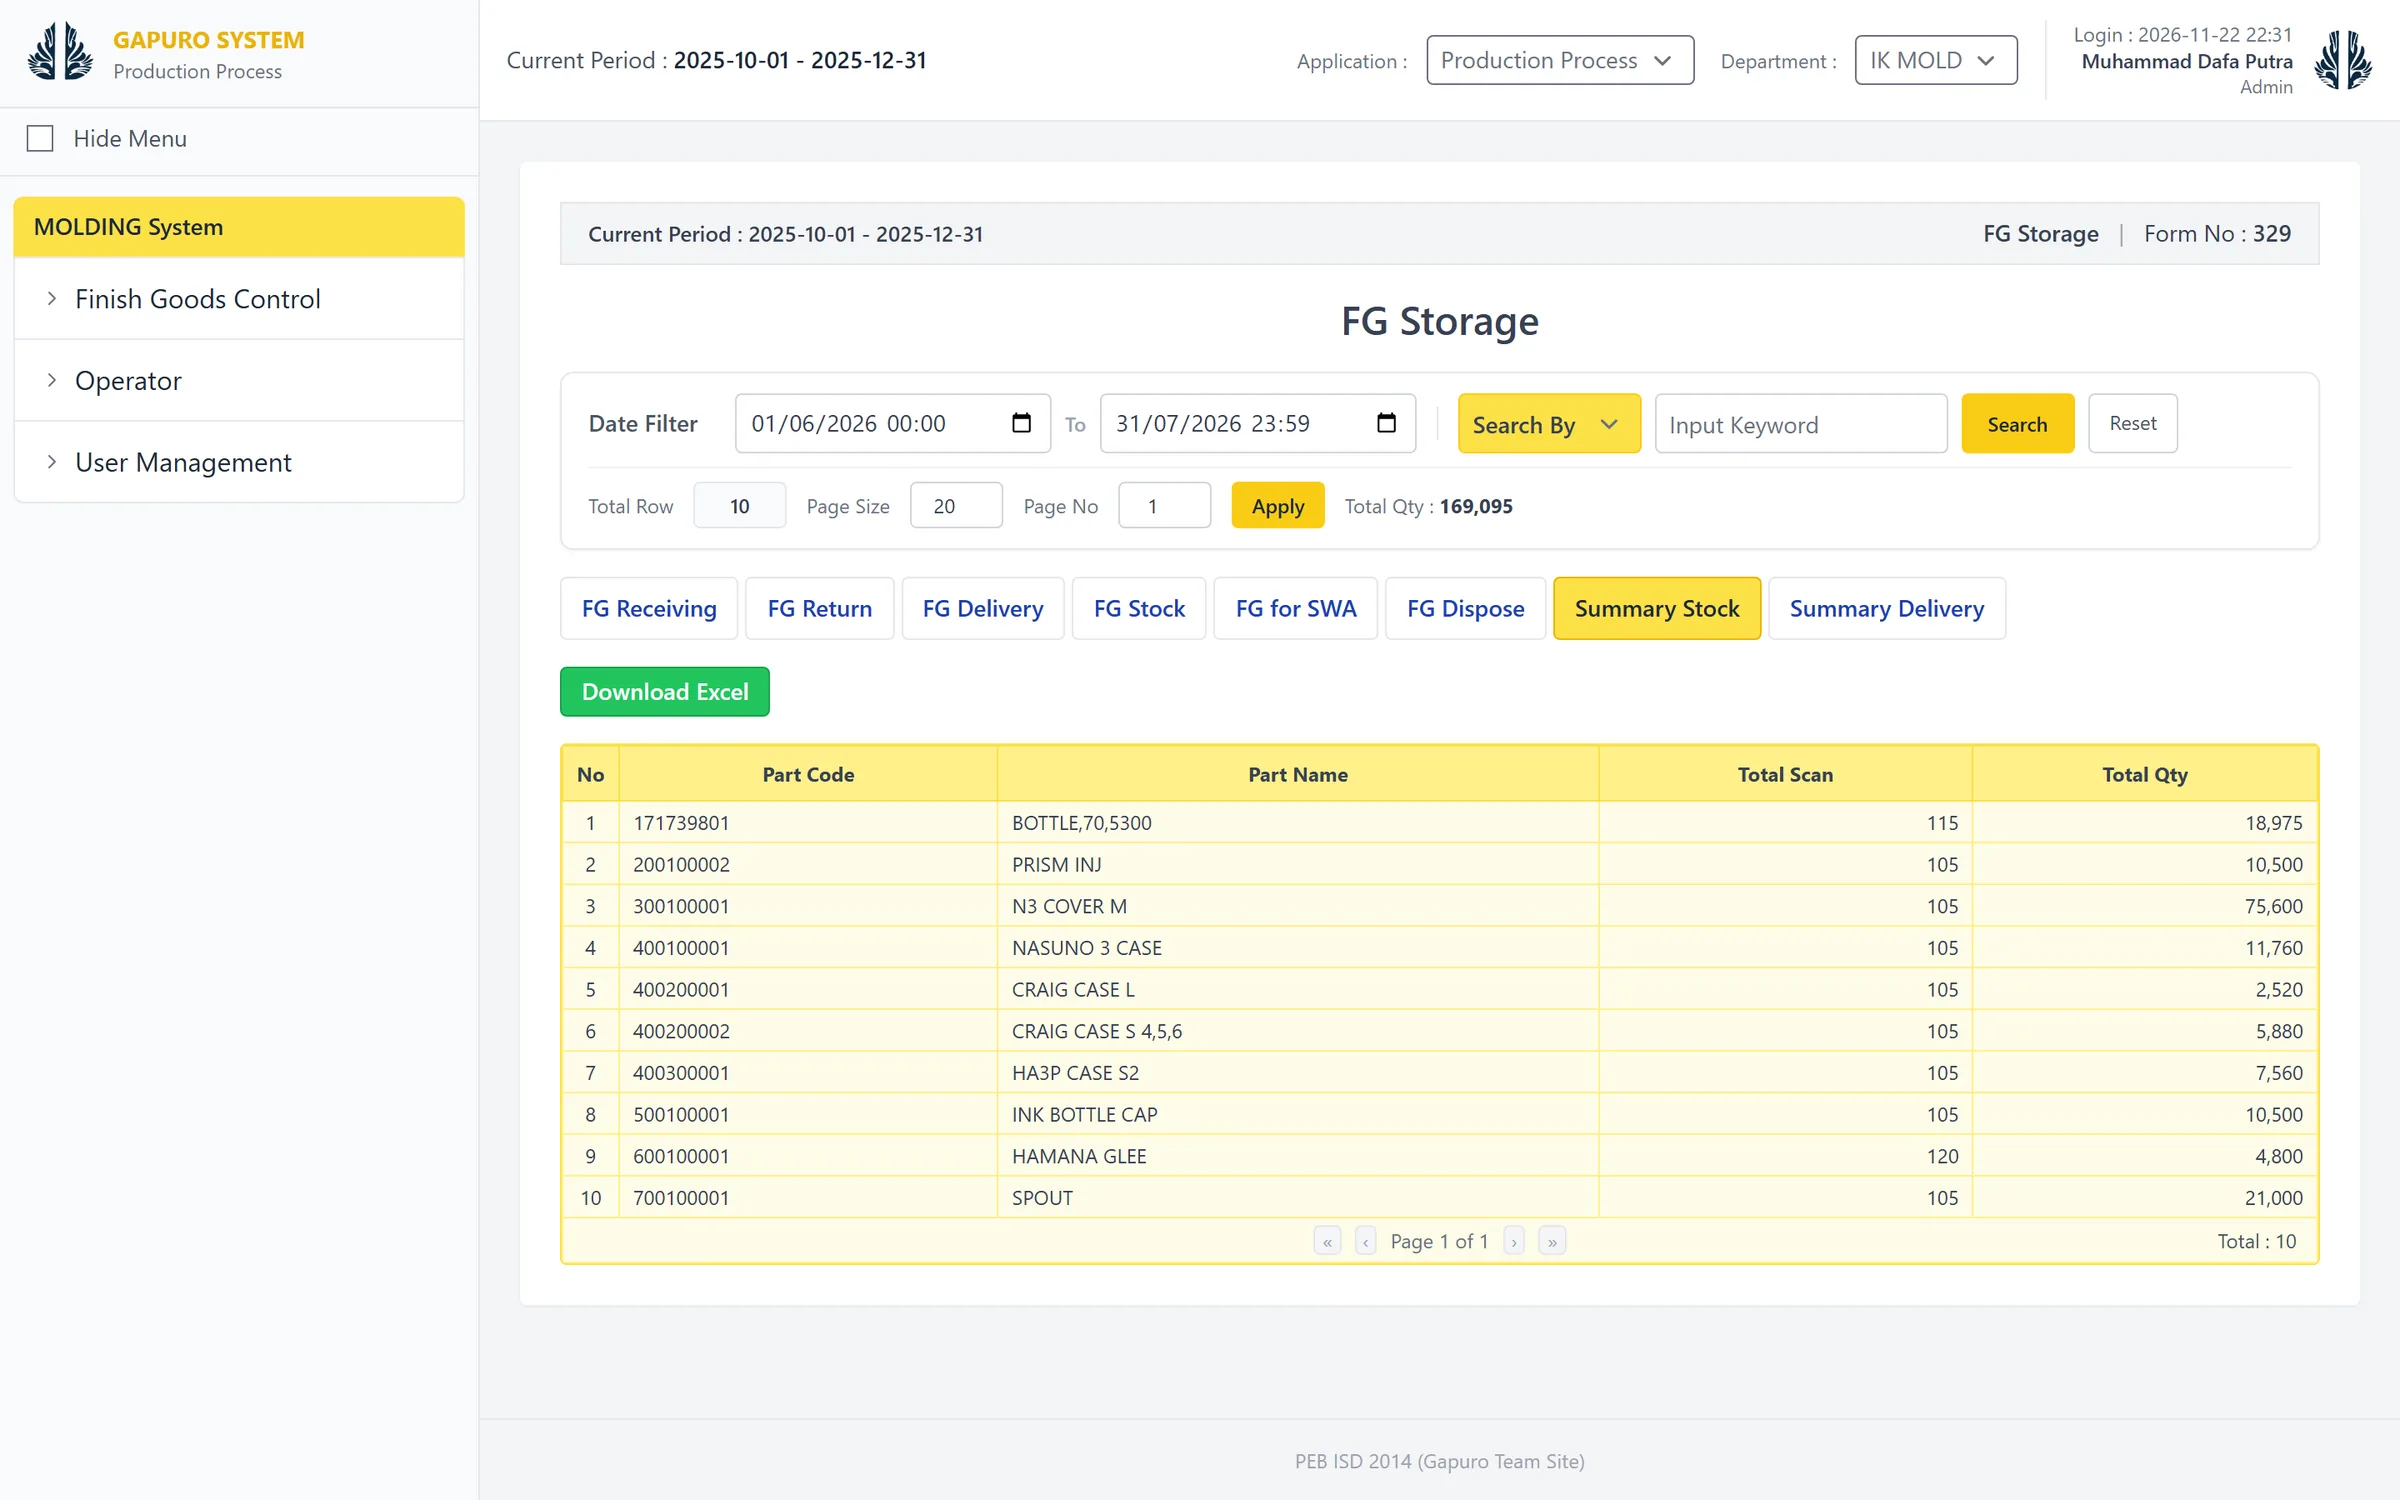 GAPURO SYSTEM
Production Process
Hide Menu
MOLDING System
Finish Goods Control
Operator
User Management
Current Period : 2025-10-01 - 2025-12-31
Application : Production Process
Department : IK MOLD
Login : 2026-11-22 22:31
Muhammad Dafa Putra
Admin
Current Period : 2025-10-01 - 2025-12-31
FG Storage | Form No : 329
FG Storage
Date Filter 01/06/2026 00:00 To 31/07/2026 23:59 Search By Input Keyword Search Reset
Total Row 10 Page Size 20 Page No 1 Apply Total Qty : 169,095
FG Receiving FG Return FG Delivery FG Stock FG for SWA FG Dispose Summary Stock Summary Delivery
Download Excel
No Part Code Part Name Total Scan Total Qty
1 171739801 BOTTLE,70,5300 115 18,975
2 200100002 PRISM INJ 105 10,500
3 300100001 N3 COVER M 105 75,600
4 400100001 NASUNO 3 CASE 105 11,760
5 400200001 CRAIG CASE L 105 2,520
6 400200002 CRAIG CASE S 4,5,6 105 5,880
7 400300001 HA3P CASE S2 105 7,560
8 500100001 INK BOTTLE CAP 105 10,500
9 600100001 HAMANA GLEE 120 4,800
10 700100001 SPOUT 105 21,000
« ‹ Page 1 of 1 › » Total : 10
PEB ISD 2014 (Gapuro Team Site)